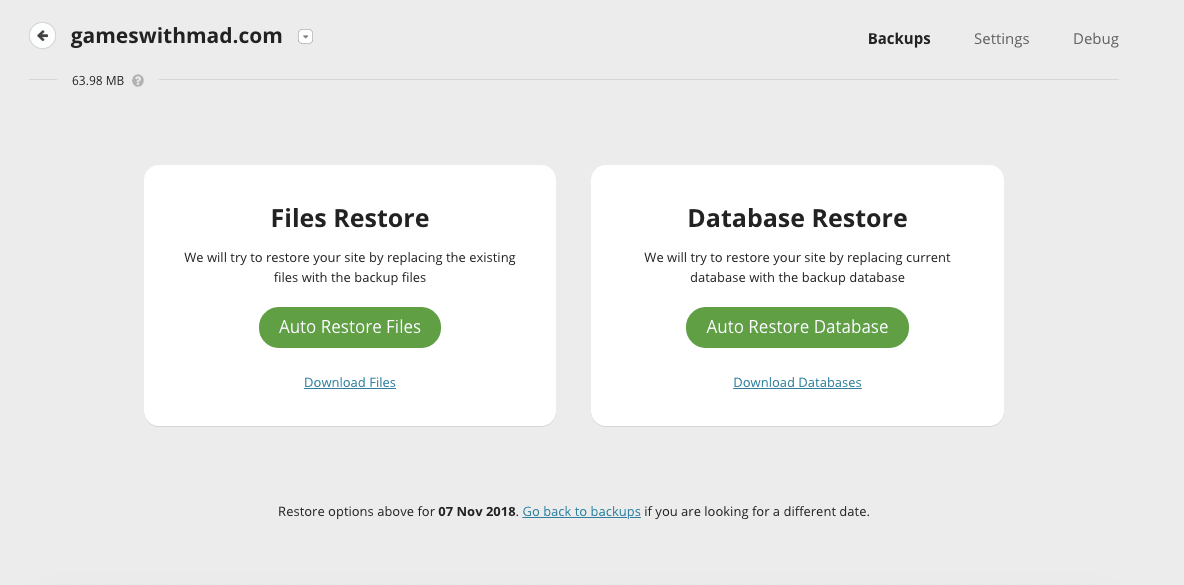 gameswithmad.com
Backups
Settings
Debug
63.98 MB ?
Files Restore
We will try to restore your site by replacing the existing
files with the backup files
Auto Restore Files
Download Files
Database Restore
We will try to restore your site by replacing current
database with the backup database
Auto Restore Database
Download Databases
Restore options above for 07 Nov 2018. Go back to backups if you are looking for a different date.